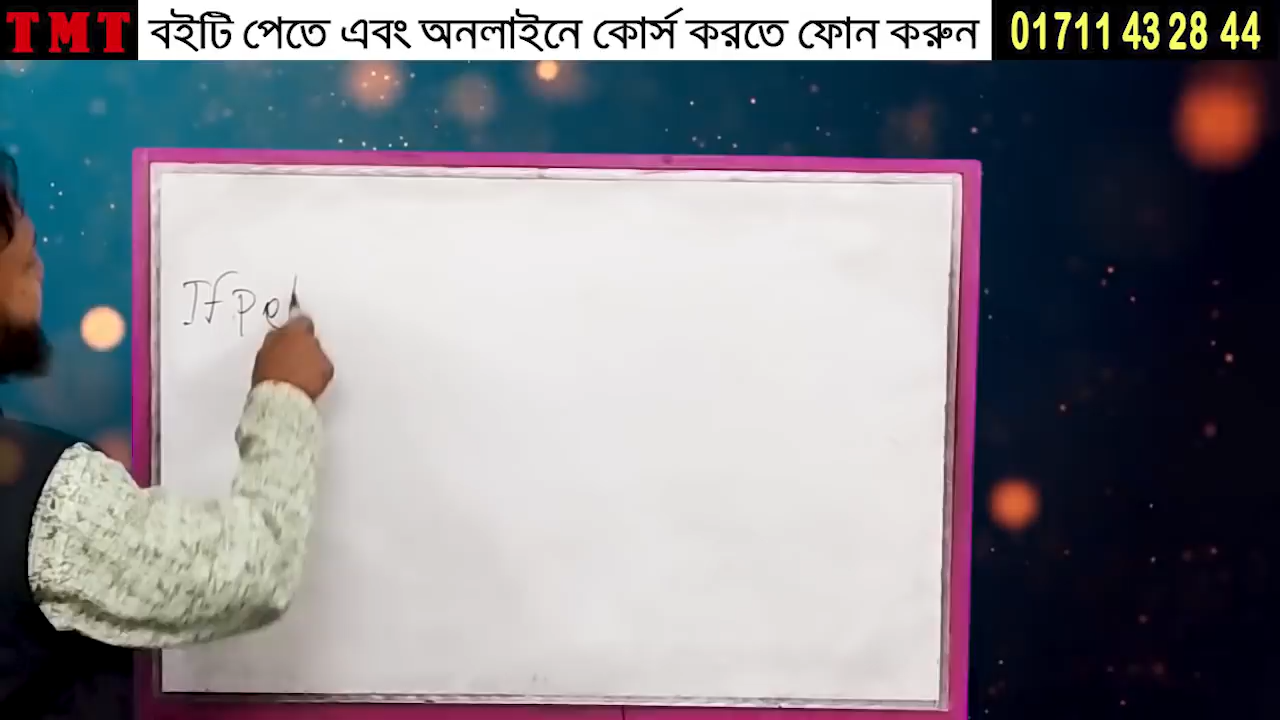 TMT বইটি পেতে এবং অনলাইনে কোর্স করতে ফোন করুন 01711 43 28 44
If pe